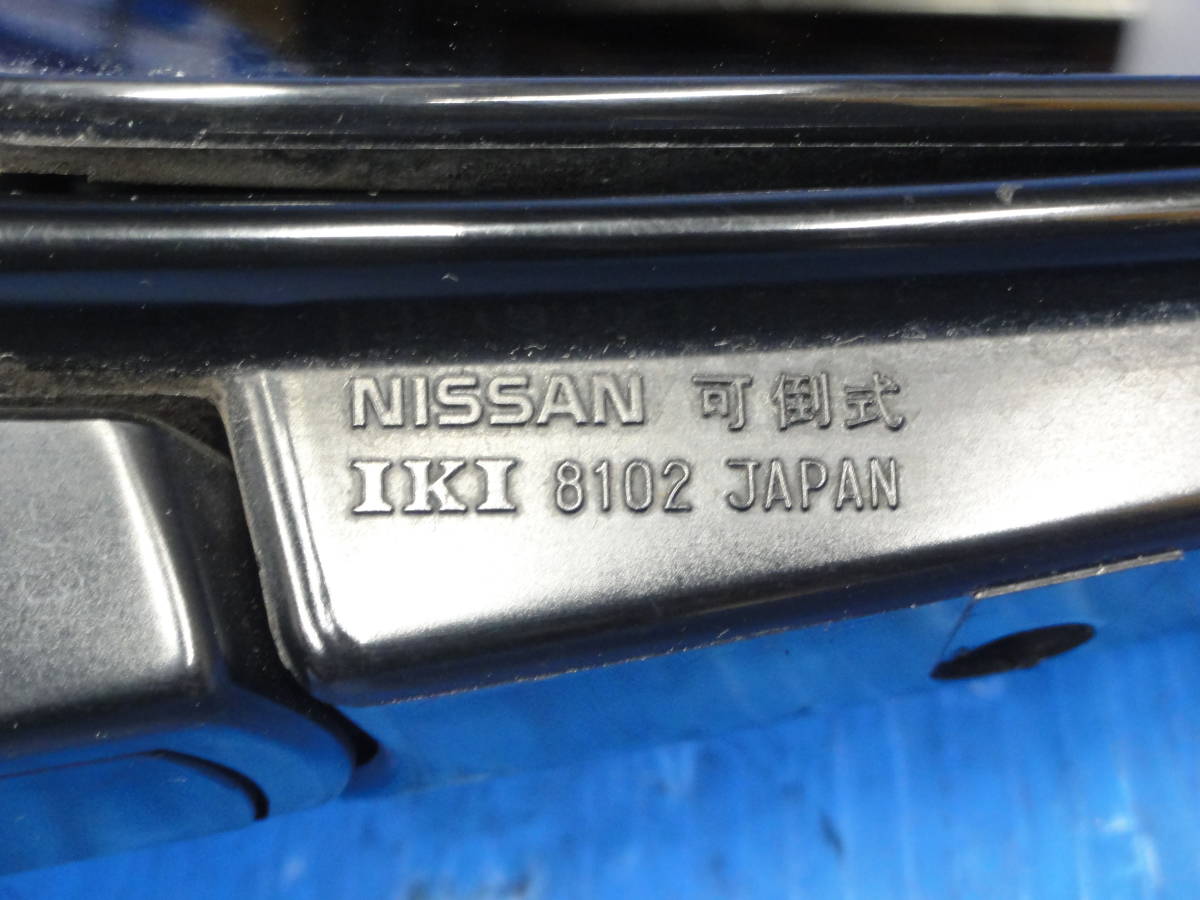 NISSAN 可倒式
IKI 8102 JAPAN